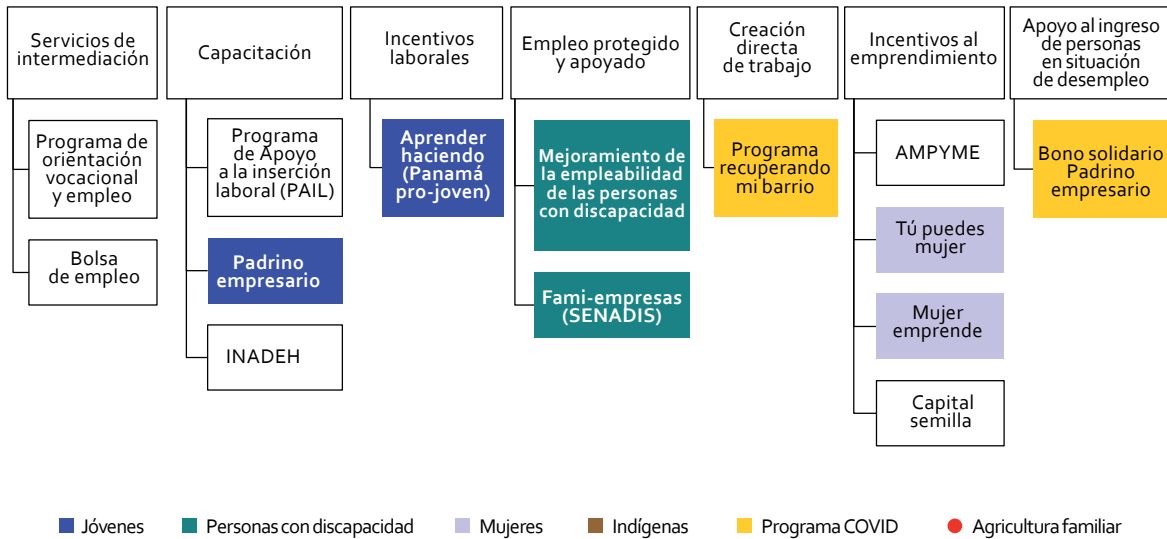 Servicios de
intermediación
Programa de
orientación
vocacional
y empleo
Bolsa
de empleo
Capacitación
Programa
de Apoyo
a la inserción
laboral (PAIL)
Padrino
empresario
INADEH
Incentivos
laborales
Aprender
haciendo
(Panamá
pro-joven)
Empleo protegido
y apoyado
Mejoramiento de
la empleabilidad
de las personas
con discapacidad
Fami-empresas
(SENADIS)
Creación
directa
de trabajo
Programa
recuperando
mi barrio
Incentivos al
emprendimiento
AMPYME
Tú puedes
mujer
Mujer
emprende
Capital
semilla
Apoyo al ingreso
de personas
en situación
de desempleo
Bono solidario
Padrino
empresario
Jóvenes
Personas con discapacidad
Mujeres
Indígenas
Programa COVID
Agricultura familiar